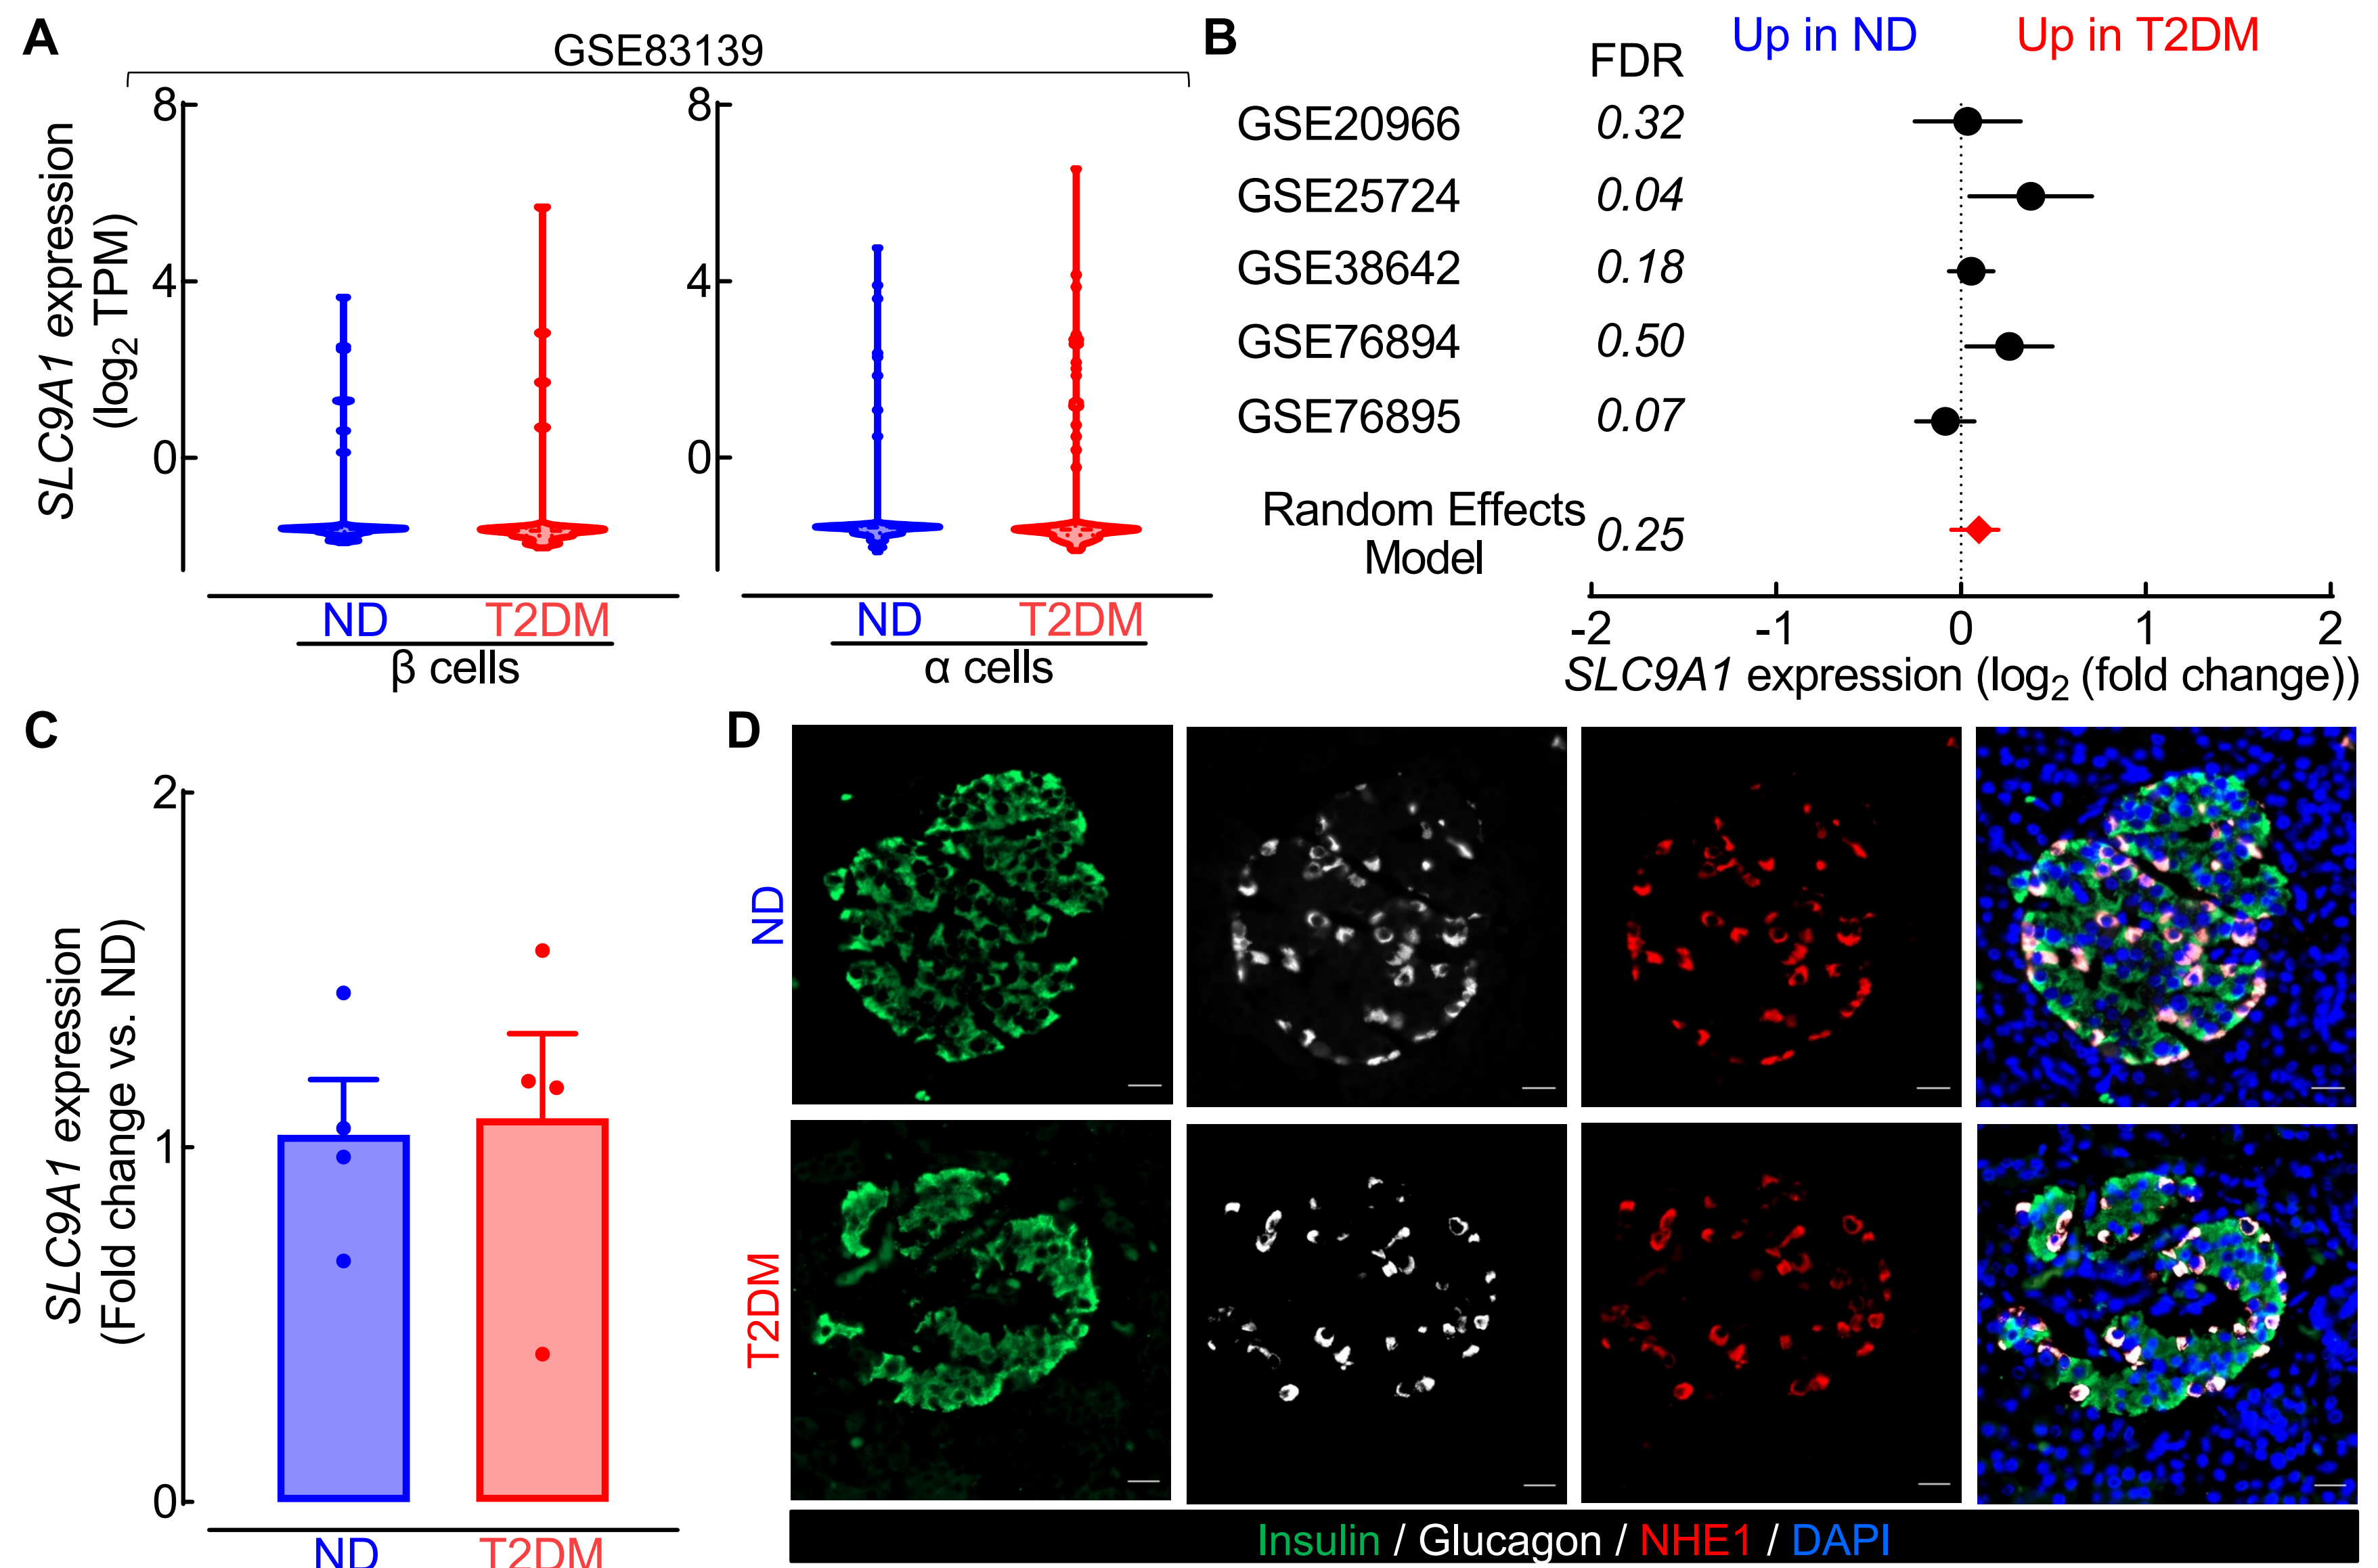 A
GSE83139
8
4
0
SLC9A1 expression
(log2 TPM)
8
4
0
ND
T2DM
β cells
ND
T2DM
α cells
B
Up in ND
Up in T2DM
FDR
GSE20966 0.32
GSE25724 0.04
GSE38642 0.18
GSE76894 0.50
GSE76895 0.07
Random Effects
Model
0.25
-2 -1 0 1 2
SLC9A1 expression (log2 (fold change))
C
2
1
0
SLC9A1 expression
(Fold change vs. ND)
ND
T2DM
D
ND
T2DM
Insulin / Glucagon / NHE1 / DAPI